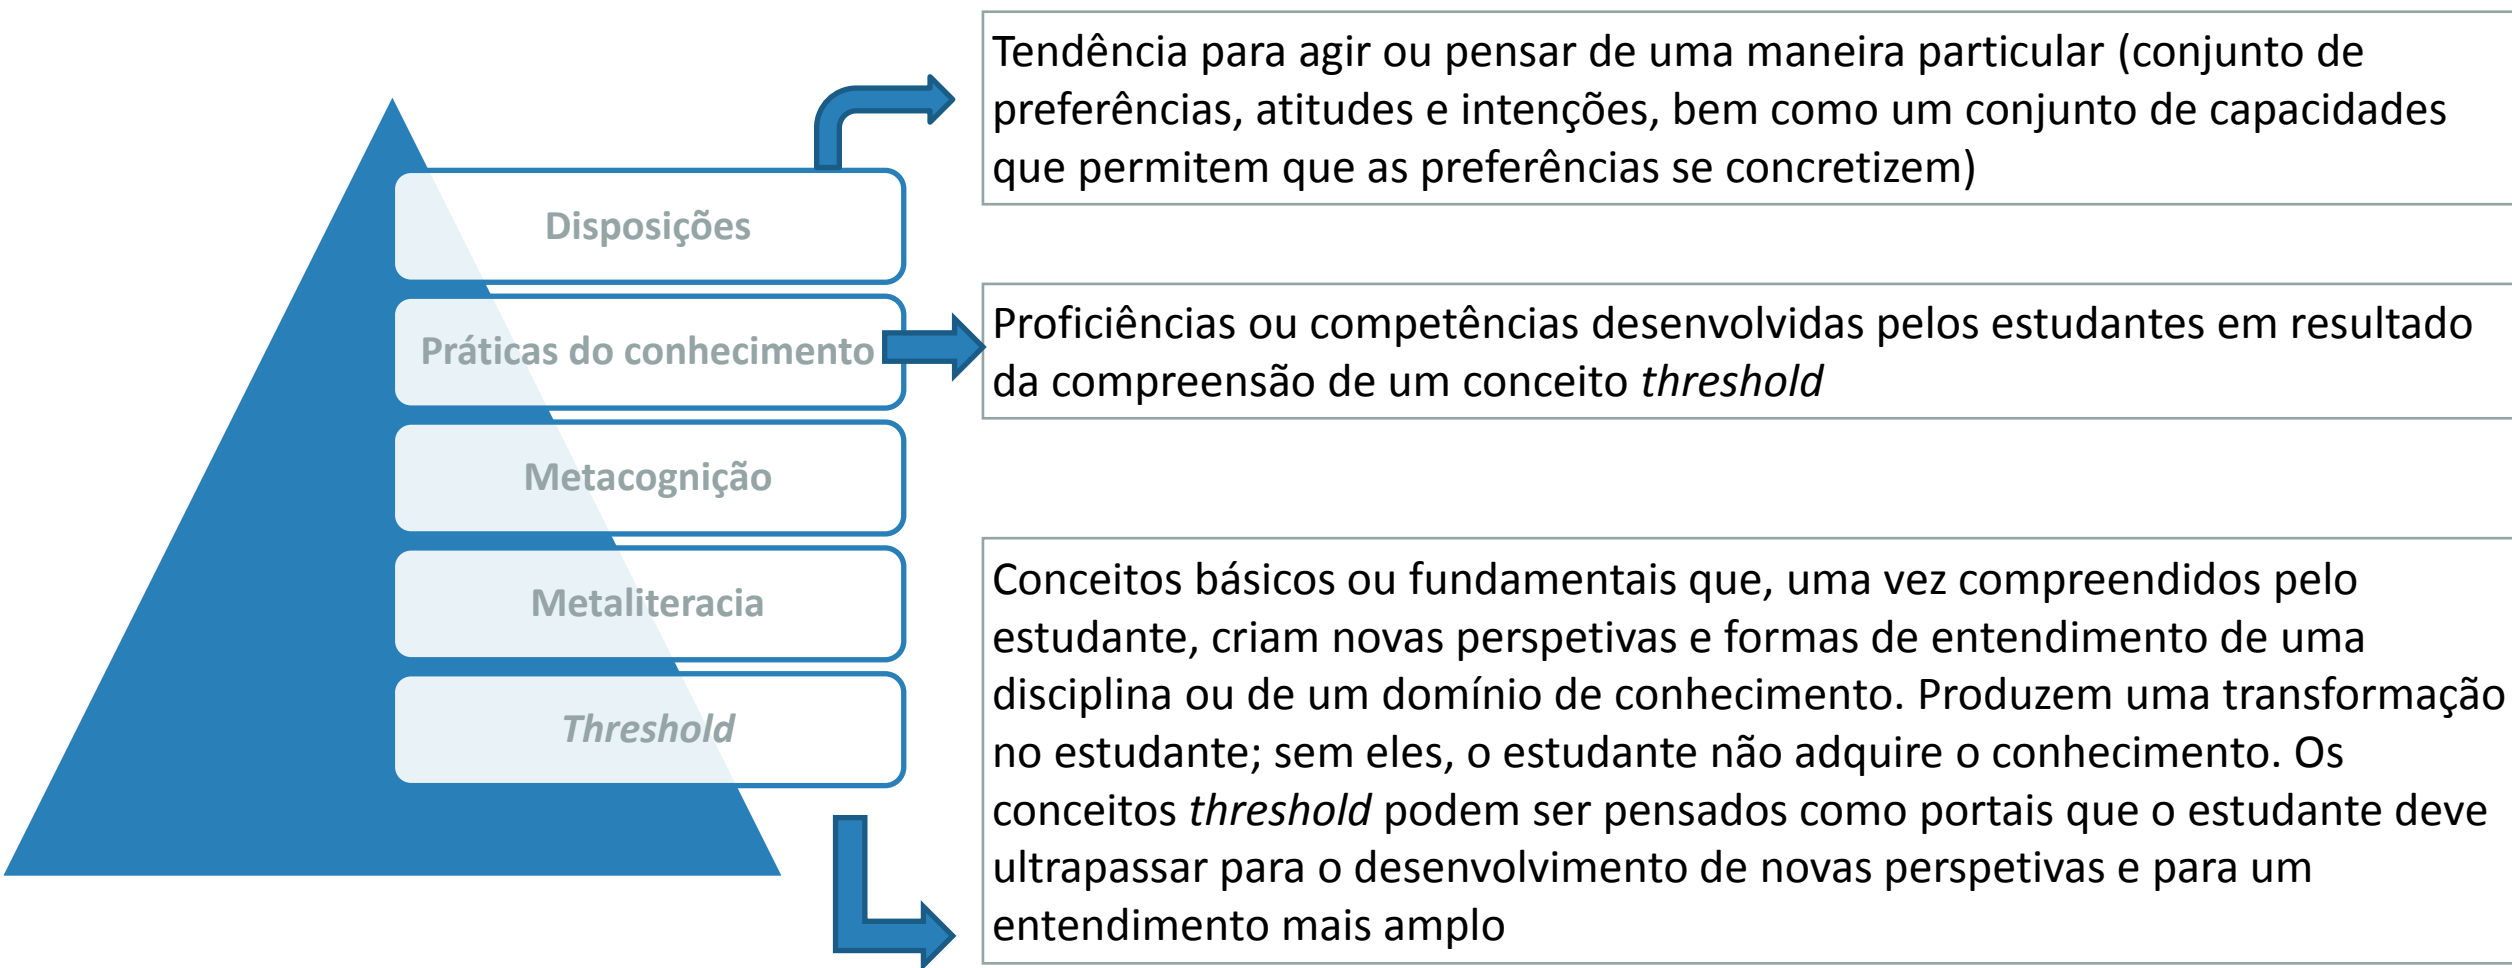 Tendência para agir ou pensar de uma maneira particular (conjunto de
preferências, atitudes e intenções, bem como um conjunto de capacidades
que permitem que as preferências se concretizem)
Disposições
Proficiências ou competências desenvolvidas pelos estudantes em resultado
da compreensão de um conceito threshold
Práticas do conhecimento
Metacognição
Metaliteracia
Threshold
Conceitos básicos ou fundamentais que, uma vez compreendidos pelo
estudante, criam novas perspetivas e formas de entendimento de uma
disciplina ou de um domínio de conhecimento. Produzem uma transformação
no estudante; sem eles, o estudante não adquire o conhecimento. Os
conceitos threshold podem ser pensados como portais que o estudante deve
ultrapassar para o desenvolvimento de novas perspetivas e para um
entendimento mais amplo